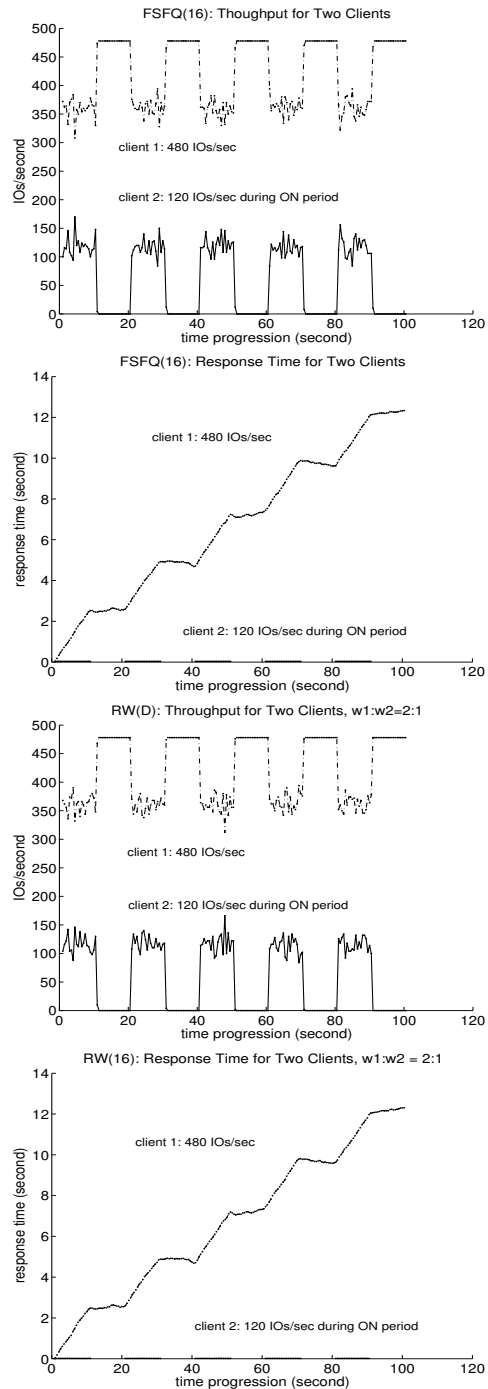 FSFQ(16): Thoughput for Two Clients
500
450
400
350
300
250
200
150
100
50
0
IOs/second
client 1: 480 IOs/sec
client 2: 120 IOs/sec during ON period
0 20 40 60 80 100 120
time progression (second)
FSFQ(16): Response Time for Two Clients
14
12
10
8
6
4
2
0
response time (second)
client 1: 480 IOs/sec
client 2: 120 IOs/sec during ON period
0 20 40 60 80 100 120
time progression (second)
RW(D): Throughput for Two Clients, w1:w2=2:1
500
450
400
350
300
250
200
150
100
50
0
IOs/second
client 1: 480 IOs/sec
client 2: 120 IOs/sec during ON period
0 20 40 60 80 100 120
time progression (second)
RW(16): Response Time for Two Clients, w1:w2 = 2:1
14
12
10
8
6
4
2
0
response time (second)
client 1: 480 IOs/sec
client 2: 120 IOs/sec during ON period
0 20 40 60 80 100 120
time progression (second)